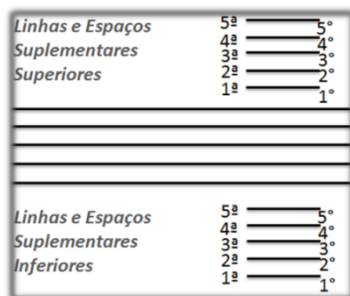 Linhas e Espaços
Suplementares
Superiores
5ª 5°
4ª 4°
3ª 3°
2ª 2°
1ª 1°
Linhas e Espaços
Suplementares
Inferiores
5ª 5°
4ª 4°
3ª 3°
2ª 2°
1ª 1°